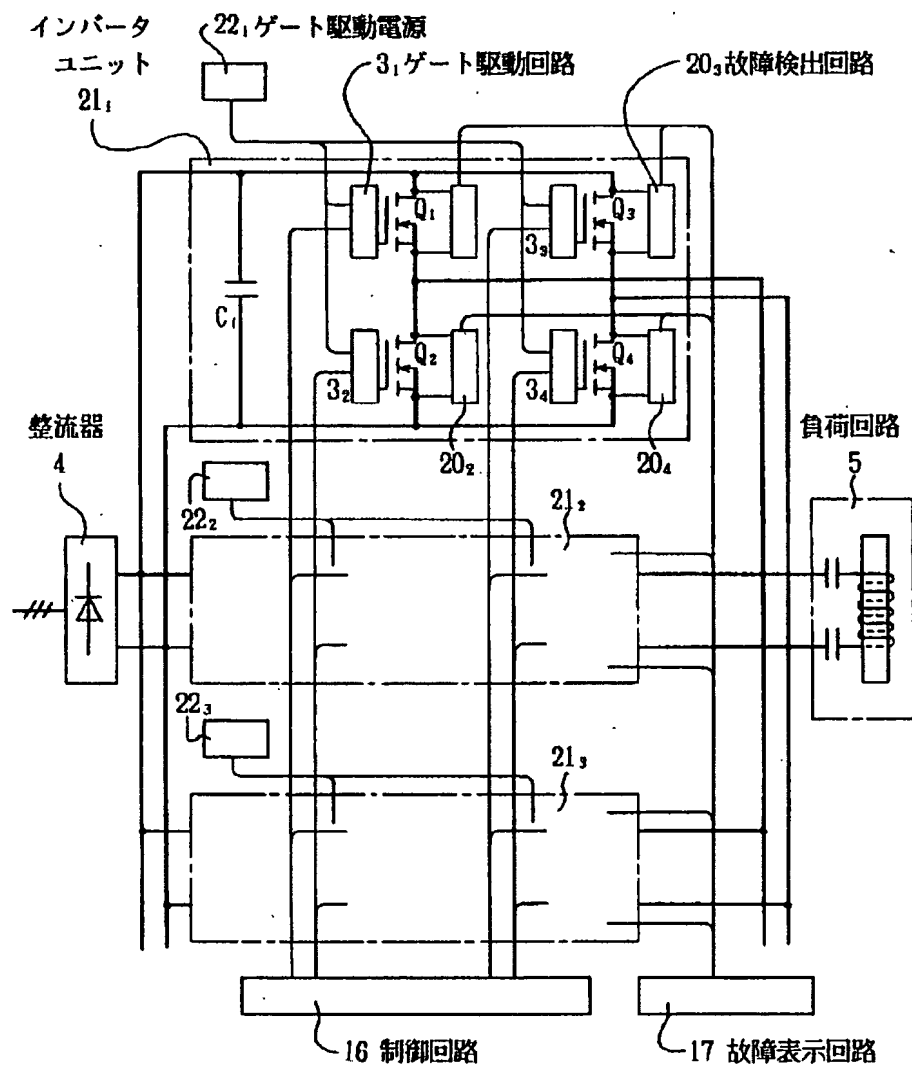 インバータ
ユニット
21₁
22₁ゲート駆動電源
3₁ゲート駆動回路
20₃故障検出回路
Q₁
Q₃
3₃
C₁
Q₂
Q₄
3₂
3₄
20₂
20₄
整流器
4
負荷回路
5
22₂
21₂
22₃
21₃
16 制御回路
17 故障表示回路